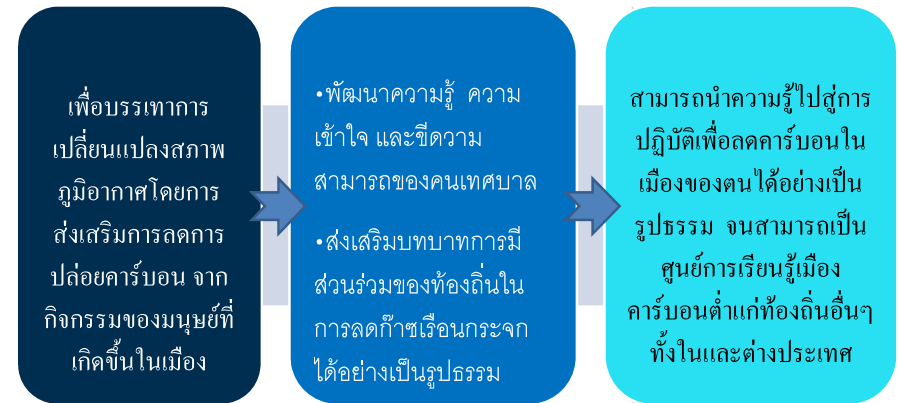 เพื่อบรรเทาการ
เปลี่ยนแปลงสภาพ
ภูมิอากาศโดยการ
ส่งเสริมการลดการ
ปล่อยคาร์บอน จาก
กิจกรรมของมนุษย์ที่
เกิดขึ้นในเมือง
•พัฒนาความรู้ ความ
เข้าใจ และขีดความ
สามารถของคนเทศบาล
•ส่งเสริมบทบาทการมี
ส่วนร่วมของท้องถิ่นใน
การลดก๊าซเรือนกระจก
ได้อย่างเป็นรูปธรรม
สามารถนำความรู้ไปสู่การ
ปฏิบัติเพื่อลดคาร์บอนใน
เมืองของตนได้อย่างเป็น
รูปธรรม จนสามารถเป็น
ศูนย์การเรียนรู้เมือง
คาร์บอนต่ำแก่ท้องถิ่นอื่นๆ
ทั้งในและต่างประเทศ